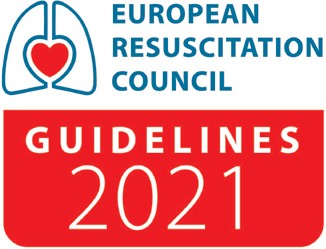 EUROPEAN
RESUSCITATION
COUNCIL
GUIDELINES
2021